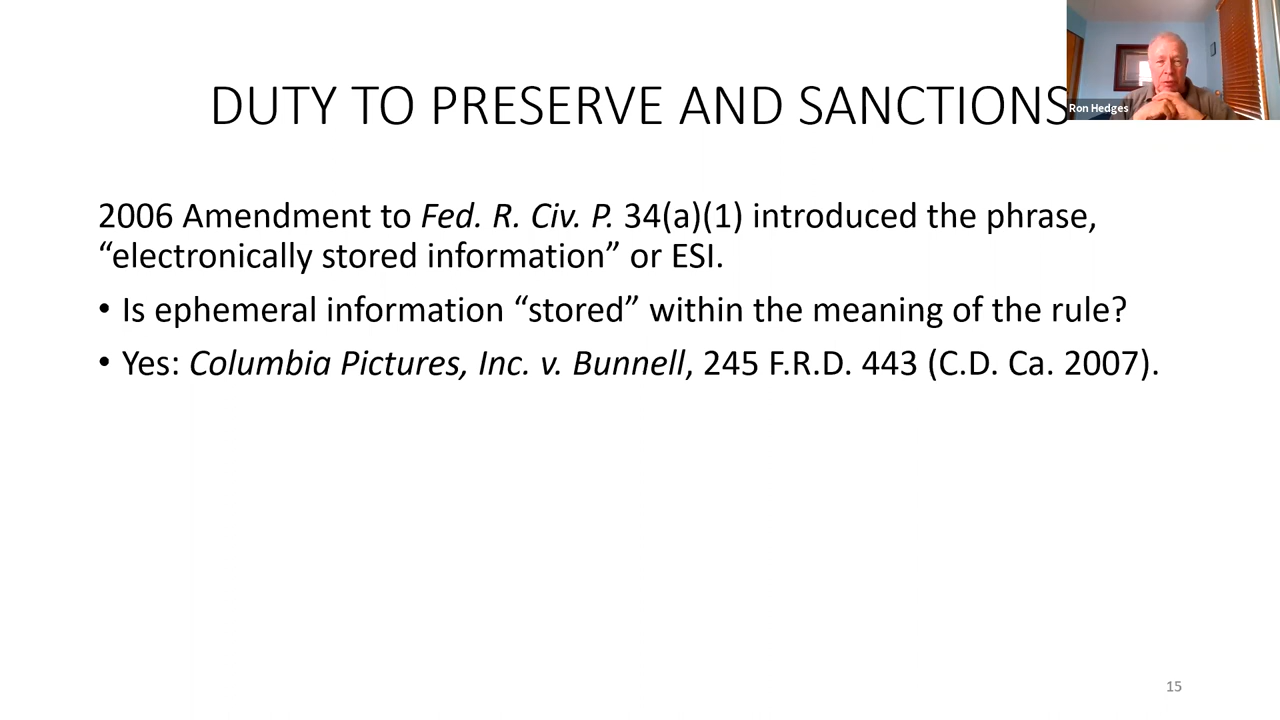 DUTY TO PRESERVE AND SANCTIONS
Ron Hedges
2006 Amendment to Fed. R. Civ. P. 34(a)(1) introduced the phrase,
“electronically stored information” or ESI.
• Is ephemeral information “stored” within the meaning of the rule?
• Yes: Columbia Pictures, Inc. v. Bunnell, 245 F.R.D. 443 (C.D. Ca. 2007).
15